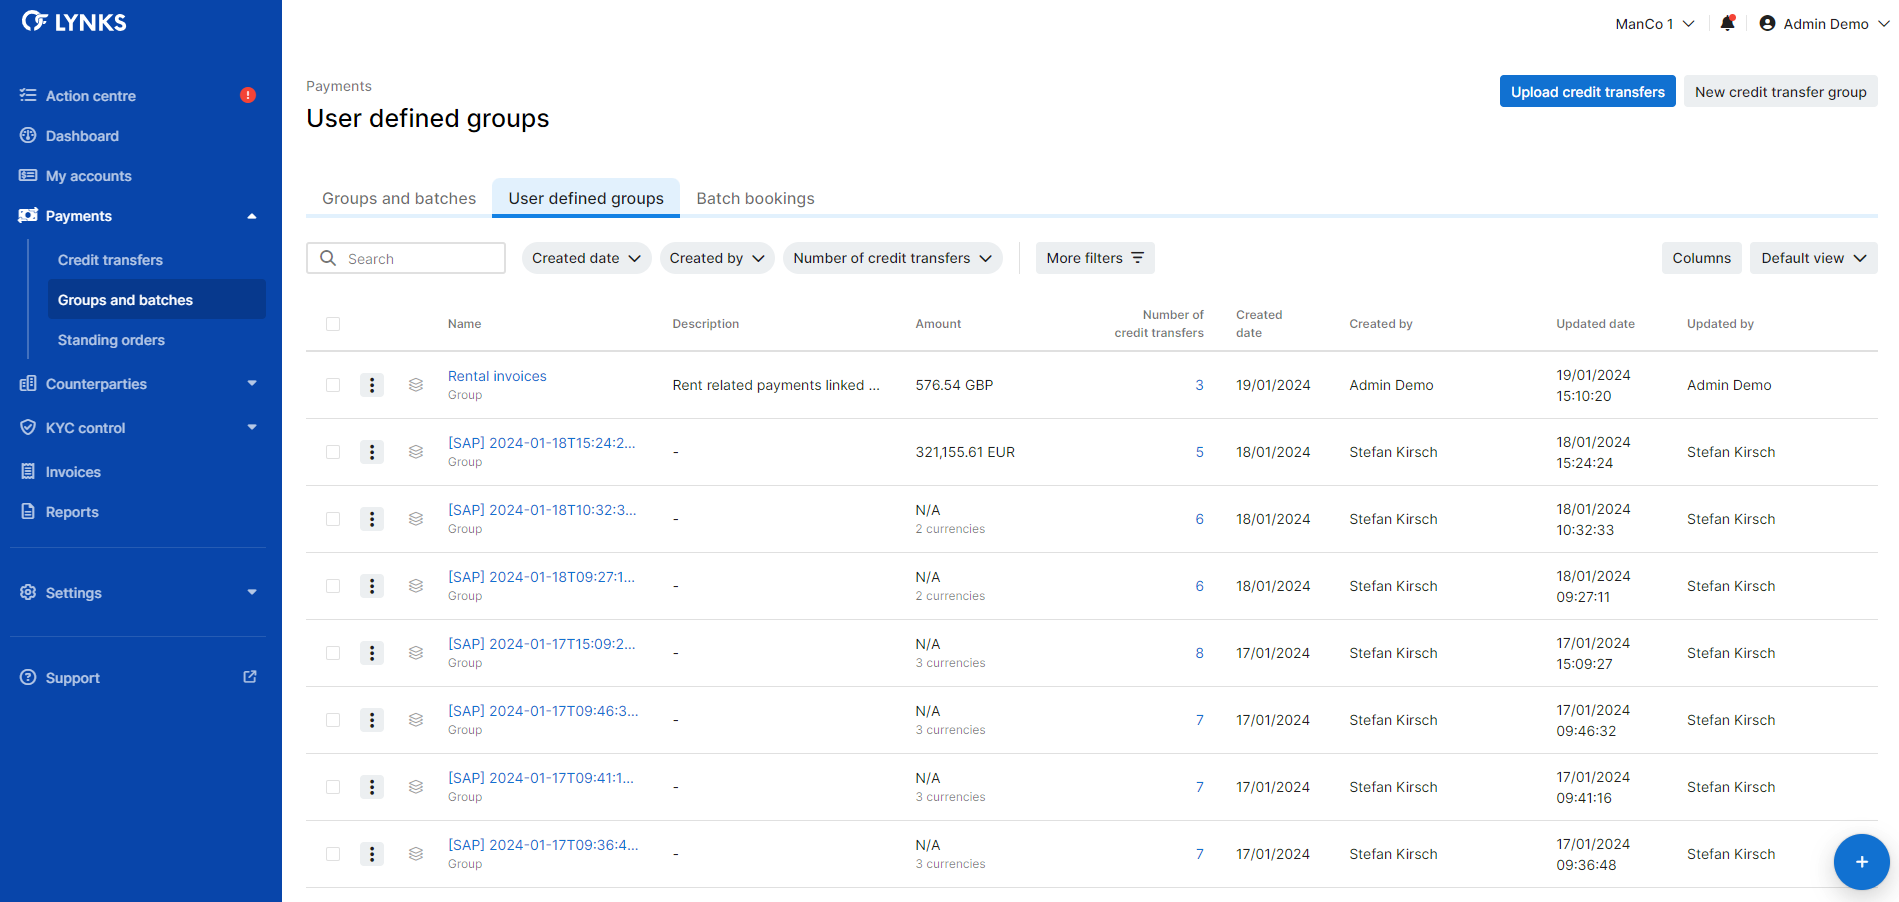 LYNKS
ManCo 1
Admin Demo
Action centre
Dashboard
My accounts
Payments
Credit transfers
Groups and batches
Standing orders
Counterparties
KYC control
Invoices
Reports
Settings
Support
Payments
User defined groups
Upload credit transfers
New credit transfer group
Groups and batches
User defined groups
Batch bookings
Search
Created date
Created by
Number of credit transfers
More filters
Columns
Default view
Name
Description
Amount
Number of
credit transfers
Created
date
Created by
Updated date
Updated by
Rental invoices
Group
Rent related payments linked ...
576.54 GBP
3
19/01/2024
Admin Demo
19/01/2024
15:10:20
Admin Demo
[SAP] 2024-01-18T15:24:2...
Group
-
321,155.61 EUR
5
18/01/2024
Stefan Kirsch
18/01/2024
15:24:24
Stefan Kirsch
[SAP] 2024-01-18T10:32:3...
Group
-
N/A
2 currencies
6
18/01/2024
Stefan Kirsch
18/01/2024
10:32:33
Stefan Kirsch
[SAP] 2024-01-18T09:27:1...
Group
-
N/A
2 currencies
6
18/01/2024
Stefan Kirsch
18/01/2024
09:27:11
Stefan Kirsch
[SAP] 2024-01-17T15:09:2...
Group
-
N/A
3 currencies
8
17/01/2024
Stefan Kirsch
17/01/2024
15:09:27
Stefan Kirsch
[SAP] 2024-01-17T09:46:3...
Group
-
N/A
3 currencies
7
17/01/2024
Stefan Kirsch
17/01/2024
09:46:32
Stefan Kirsch
[SAP] 2024-01-17T09:41:1...
Group
-
N/A
3 currencies
7
17/01/2024
Stefan Kirsch
17/01/2024
09:41:16
Stefan Kirsch
[SAP] 2024-01-17T09:36:4...
Group
-
N/A
3 currencies
7
17/01/2024
Stefan Kirsch
17/01/2024
09:36:48
Stefan Kirsch